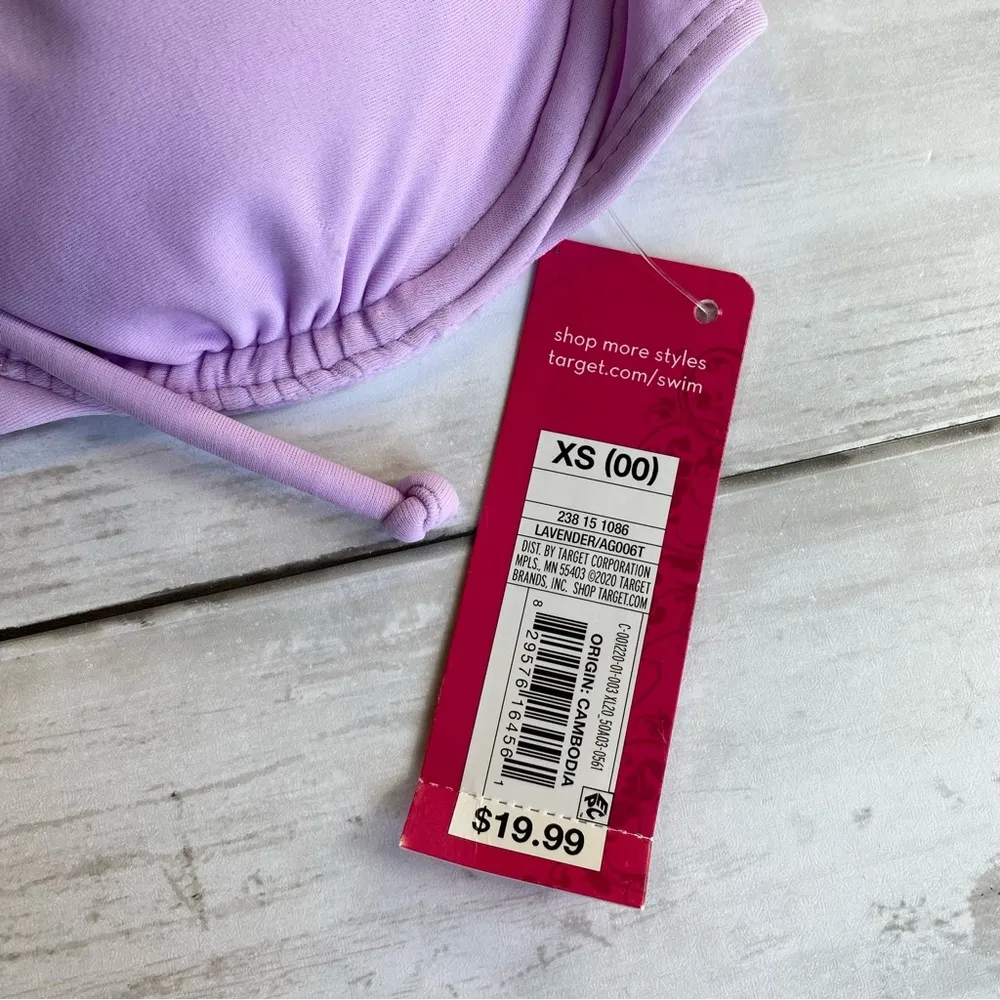 shop more styles
target.com/swim
XS (00)
238 15 1086
LAVENDER/AG006T
DIST. BY TARGET CORPORATION
MPLS., MN 55403 ©2020 TARGET
BRANDS, INC. SHOP TARGET.COM
C-001220-01-003 XL20_50A03-0561
ORIGIN: CAMBODIA
8 29576 16456 1
EC
P
$19.99